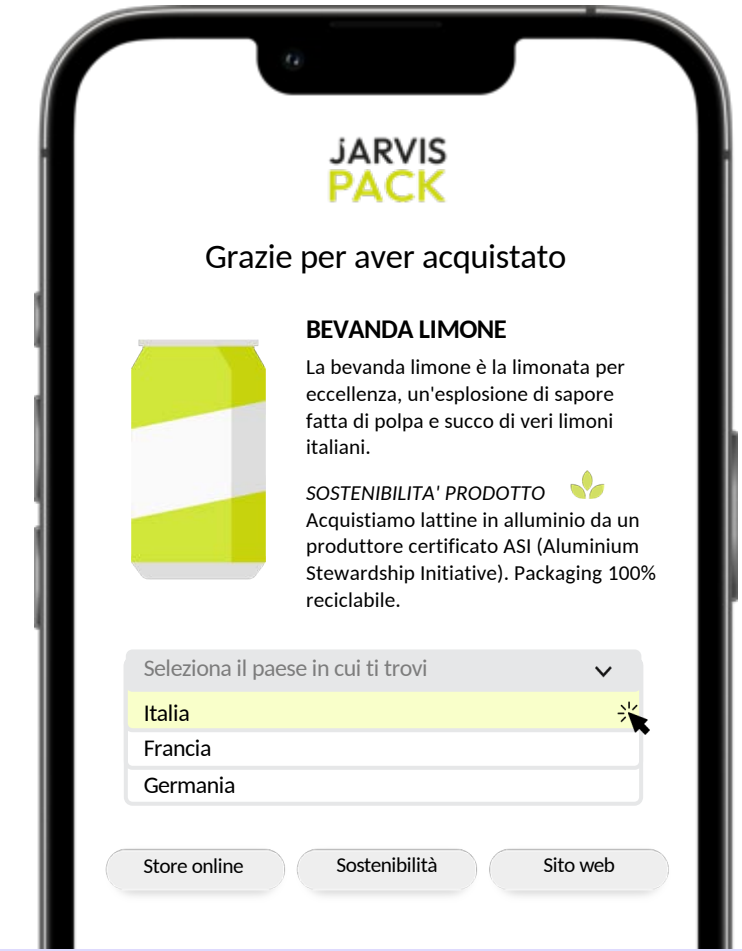 JARVIS
PACK
Grazie per aver acquistato
BEVANDA LIMONE
La bevanda limone è la limonata per
eccellenza, un'esplosione di sapore
fatta di polpa e succo di veri limoni
italiani.
SOSTENIBILITA' PRODOTTO
Acquistiamo lattine in alluminio da un
produttore certificato ASI (Aluminium
Stewardship Initiative). Packaging 100%
reciclabile.
Seleziona il paese in cui ti trovi
Italia
Francia
Germania
Store online
Sostenibilità
Sito web